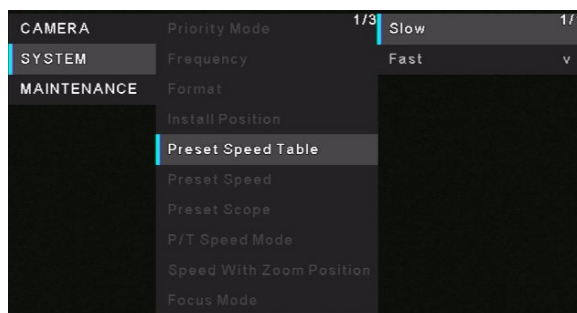 CAMERA
SYSTEM
MAINTENANCE
Priority Mode 1/3
Frequency
Format
Install Position
Preset Speed Table
Preset Speed
Preset Scope
P/T Speed Mode
Speed With Zoom Position
Focus Mode
Slow 1/
Fast v